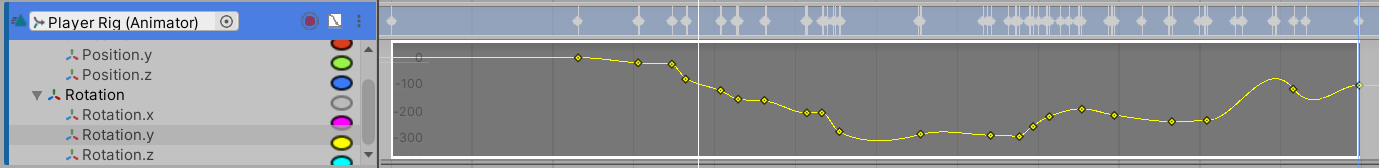 Player Rig (Animator)
Position.y
Position.z
Rotation
Rotation.x
Rotation.y
Rotation.z
0
-100
-200
-300